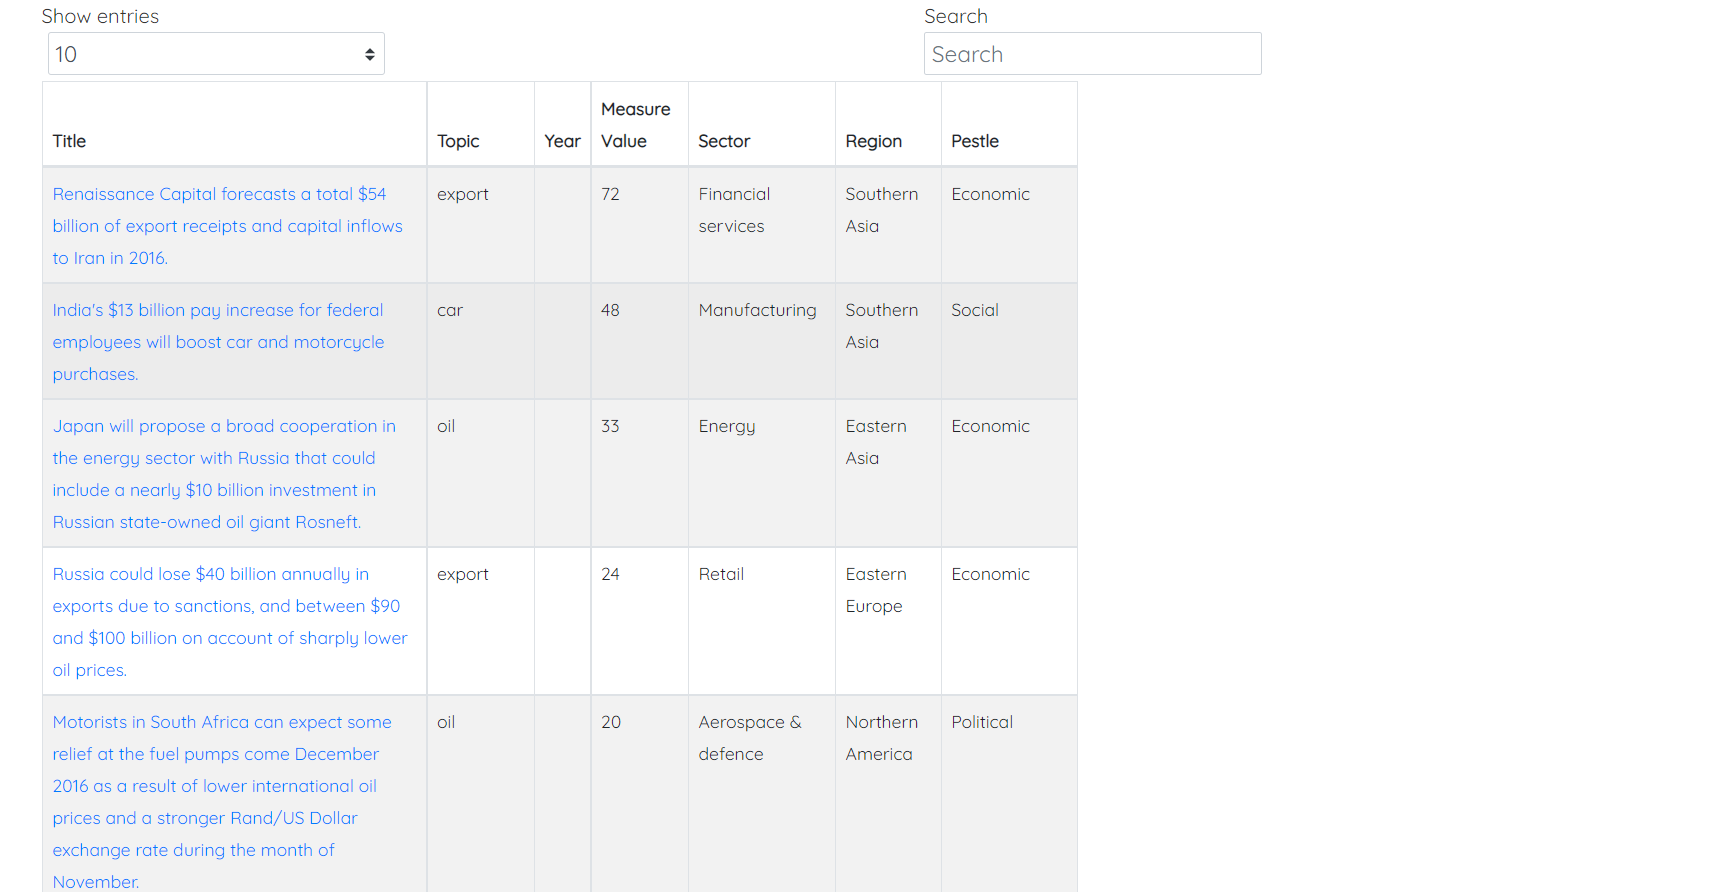 Show entries
Search
10
Search
Measure
Title Topic Year Value Sector Region Pestle
Renaissance Capital forecasts a total $54 export 72 Financial Southern Economic
billion of export receipts and capital inflows services Asia
to Iran in 2016.
India's $13 billion pay increase for federal car 48 Manufacturing Southern Social
employees will boost car and motorcycle Asia
purchases.
Japan will propose a broad cooperation in oil 33 Energy Eastern Economic
the energy sector with Russia that could Asia
include a nearly $10 billion investment in
Russian state-owned oil giant Rosneft.
Russia could lose $40 billion annually in export 24 Retail Eastern Economic
exports due to sanctions, and between $90 Europe
and $100 billion on account of sharply lower
oil prices.
Motorists in South Africa can expect some oil 20 Aerospace & Northern Political
relief at the fuel pumps come December defence America
2016 as a result of lower international oil
prices and a stronger Rand/US Dollar
exchange rate during the month of
November.